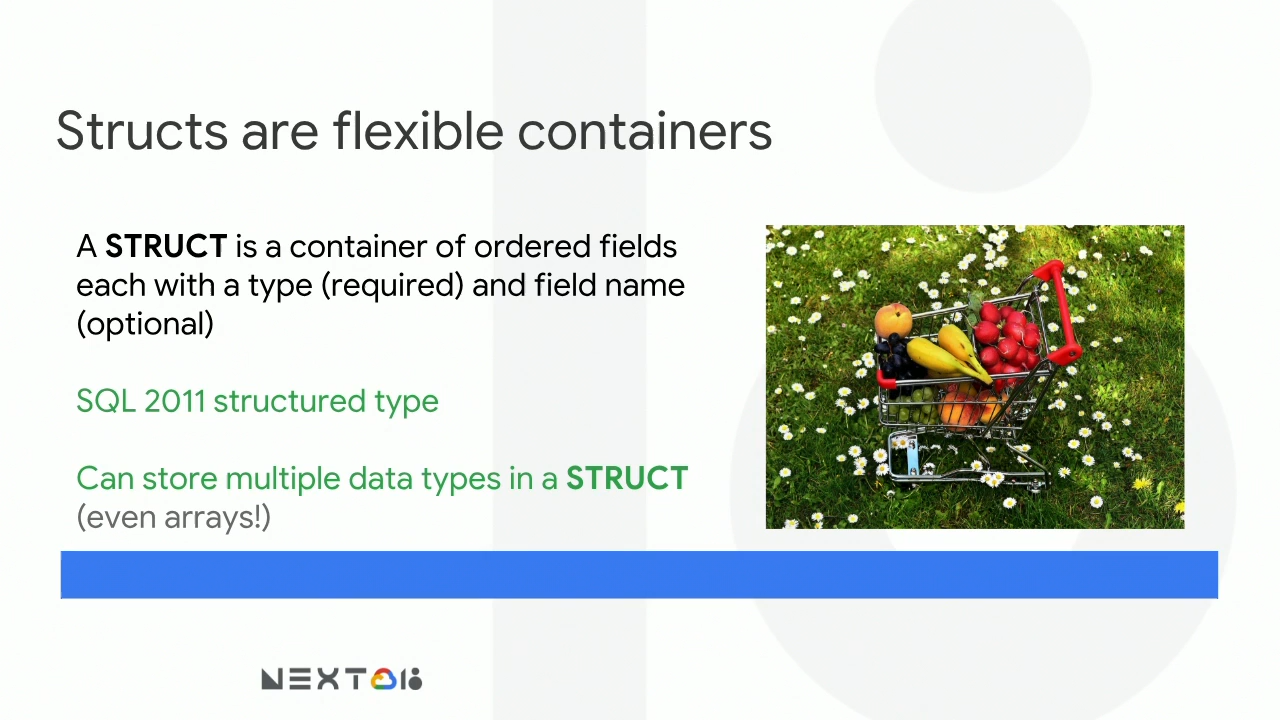 Structs are flexible containers
A STRUCT is a container of ordered fields
each with a type (required) and field name
(optional)
SQL 2011 structured type
Can store multiple data types in a STRUCT
(even arrays!)
NEXT 18